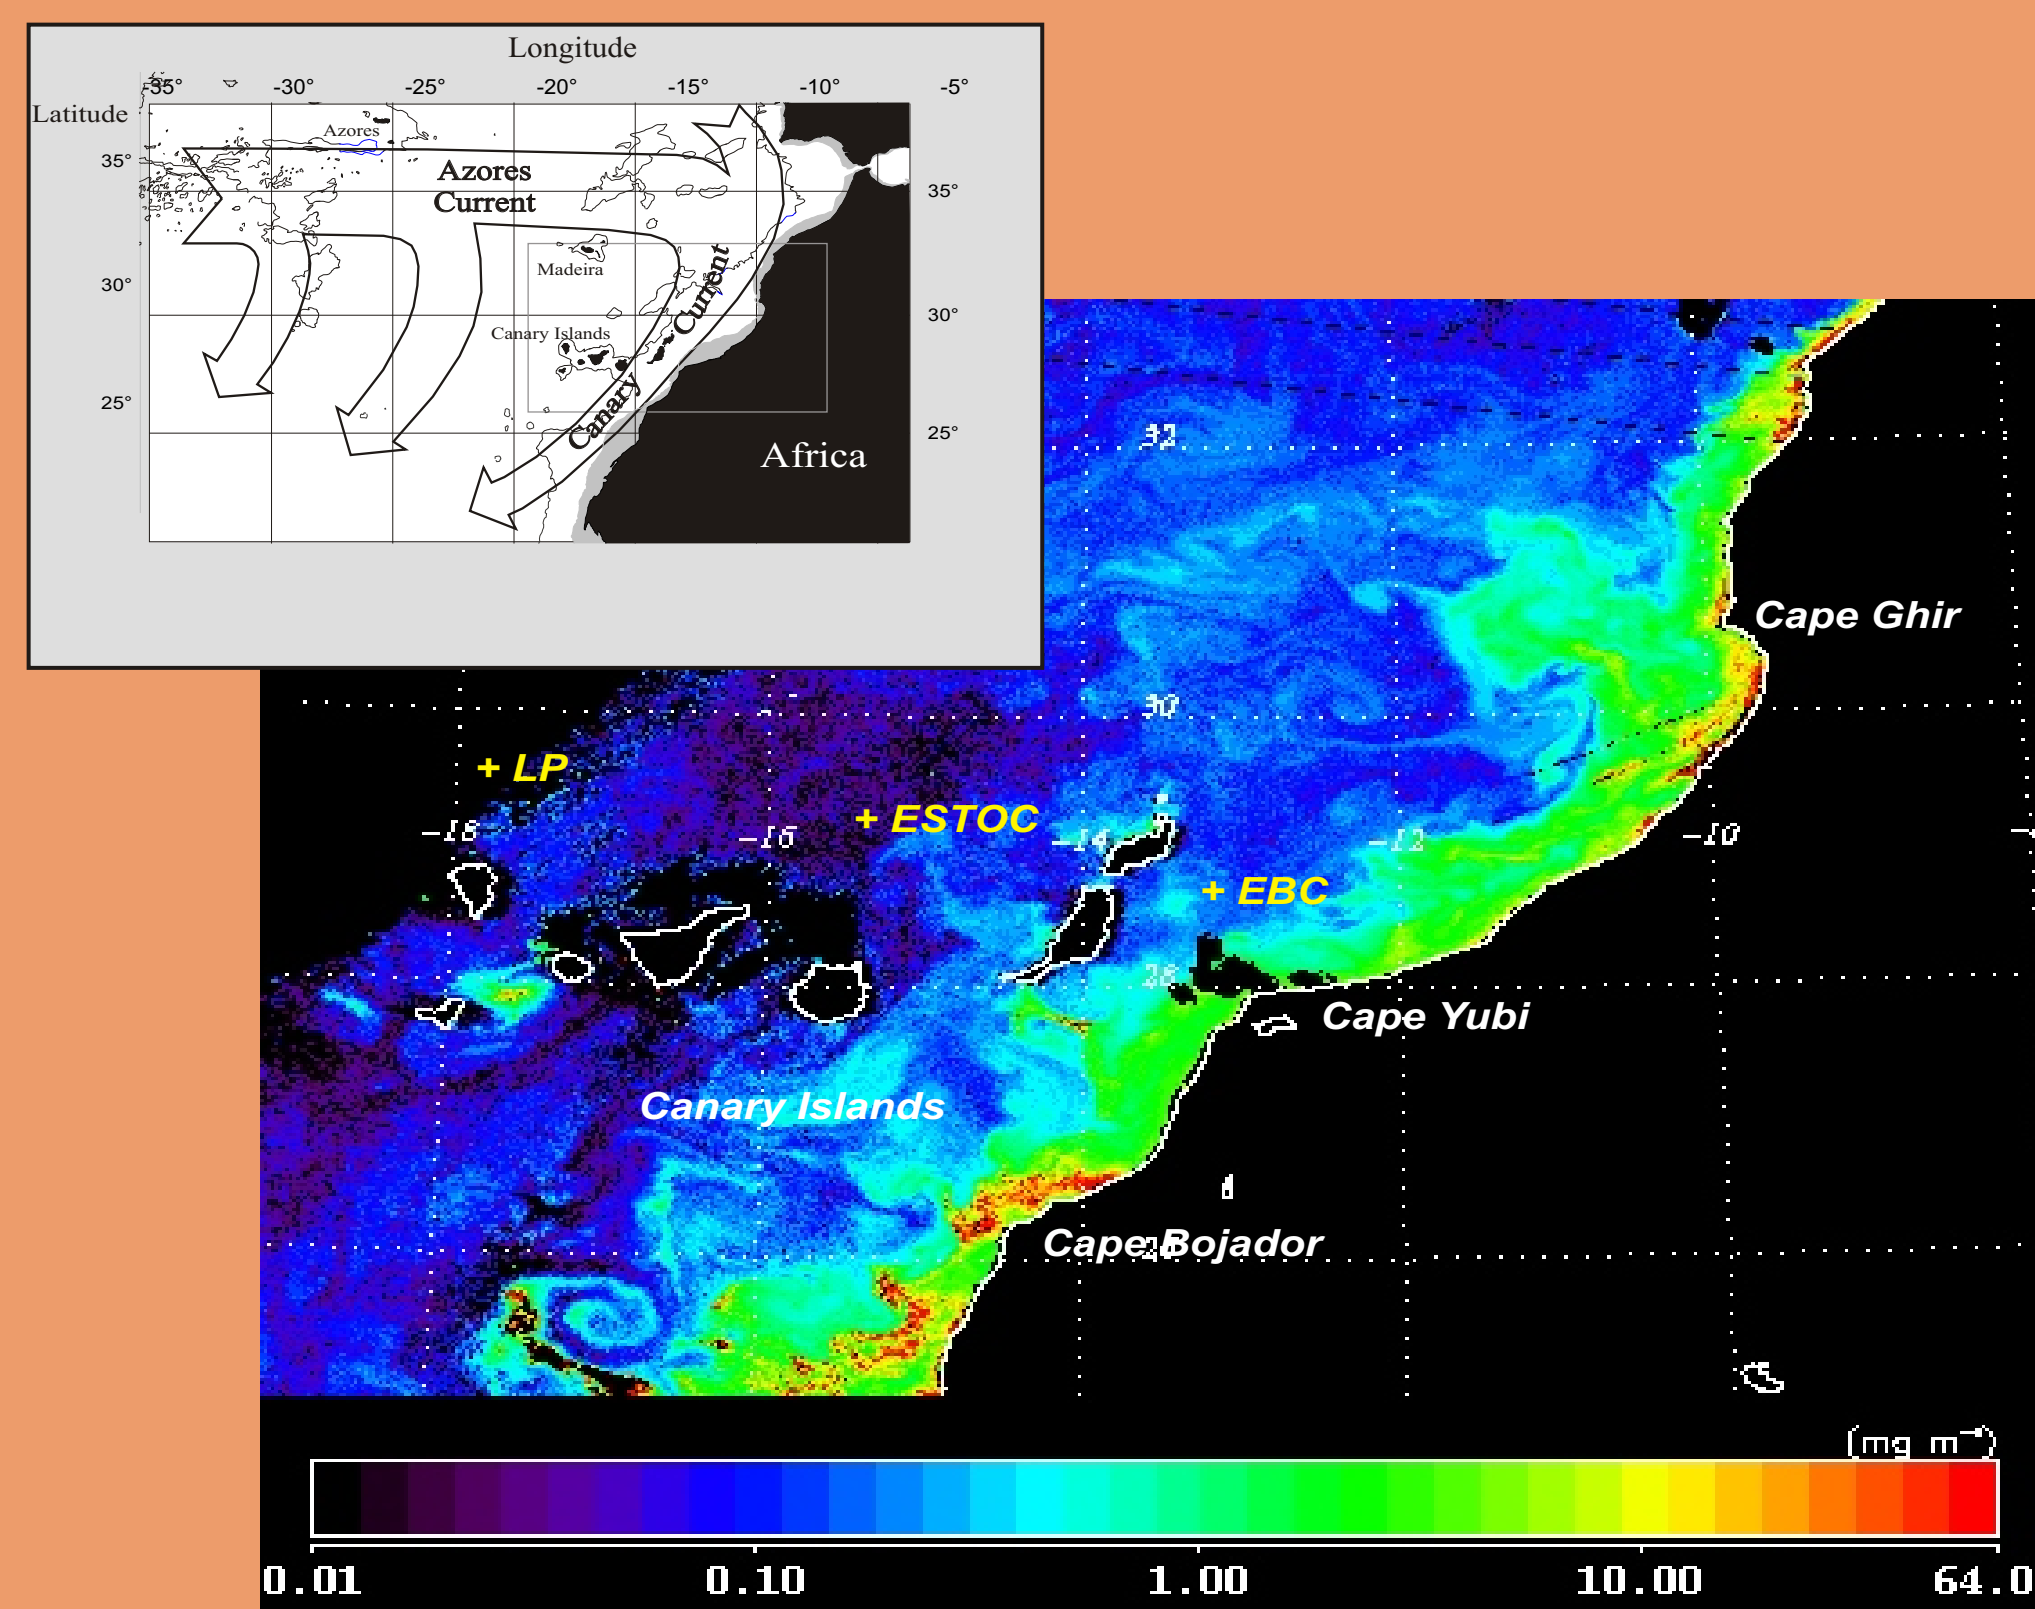 Longitude
-35° -30° -25° -20° -15° -10° -5°
Latitude
Azores
35°
Azores
Current
35°
Madeira
30°
Canary Islands
30°
Canary Current
25°
25°
Africa
32
Cape Ghir
30
+ LP
+ ESTOC
-18 -16 -14 -12 -10
+ EBC
28
Cape Yubi
Canary Islands
Cape Bojador
(mg m
0.01 0.10 1.00 10.00 64.0